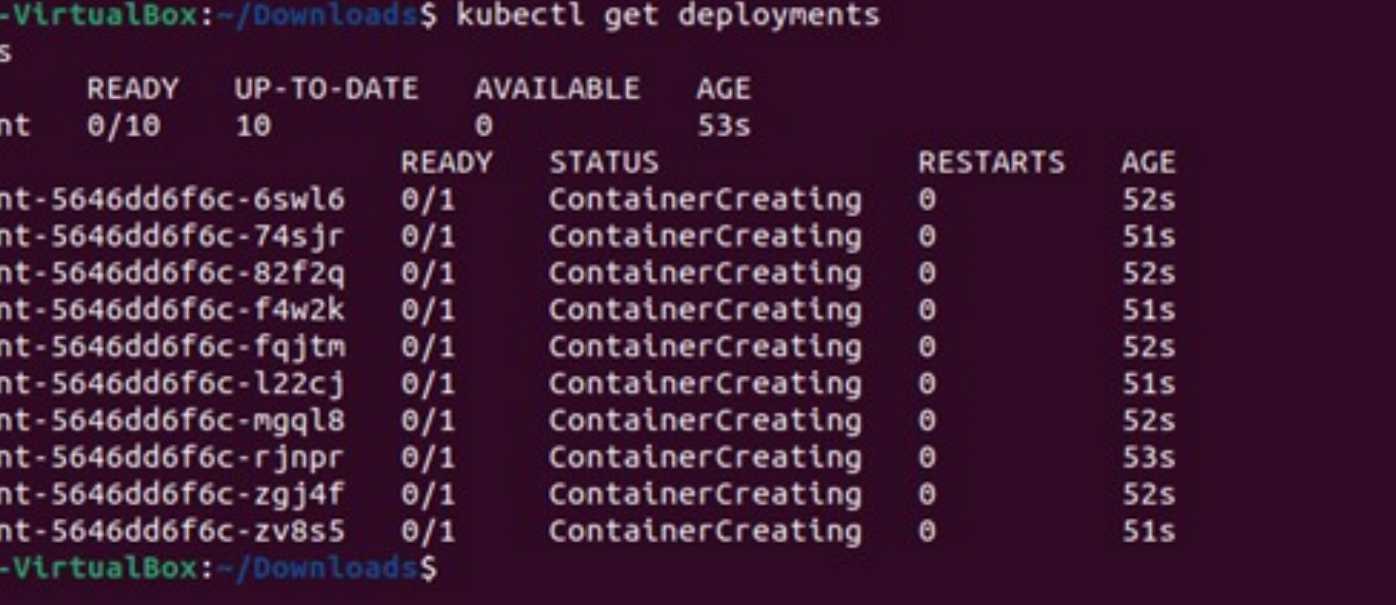 -VirtualBox:~/Downloads$ kubectl get deployments
s
READY UP-TO-DATE AVAILABLE AGE
nt 0/10 10 0 53s
READY STATUS RESTARTS AGE
nt-5646dd6f6c-6swl6 0/1 ContainerCreating 0 52s
nt-5646dd6f6c-74sjr 0/1 ContainerCreating 0 51s
nt-5646dd6f6c-82f2q 0/1 ContainerCreating 0 52s
nt-5646dd6f6c-f4w2k 0/1 ContainerCreating 0 51s
nt-5646dd6f6c-fqjtm 0/1 ContainerCreating 0 52s
nt-5646dd6f6c-l22cj 0/1 ContainerCreating 0 51s
nt-5646dd6f6c-mgql8 0/1 ContainerCreating 0 52s
nt-5646dd6f6c-rjnpr 0/1 ContainerCreating 0 53s
nt-5646dd6f6c-zgj4f 0/1 ContainerCreating 0 52s
nt-5646dd6f6c-zv8s5 0/1 ContainerCreating 0 51s
-VirtualBox:~/Downloads$